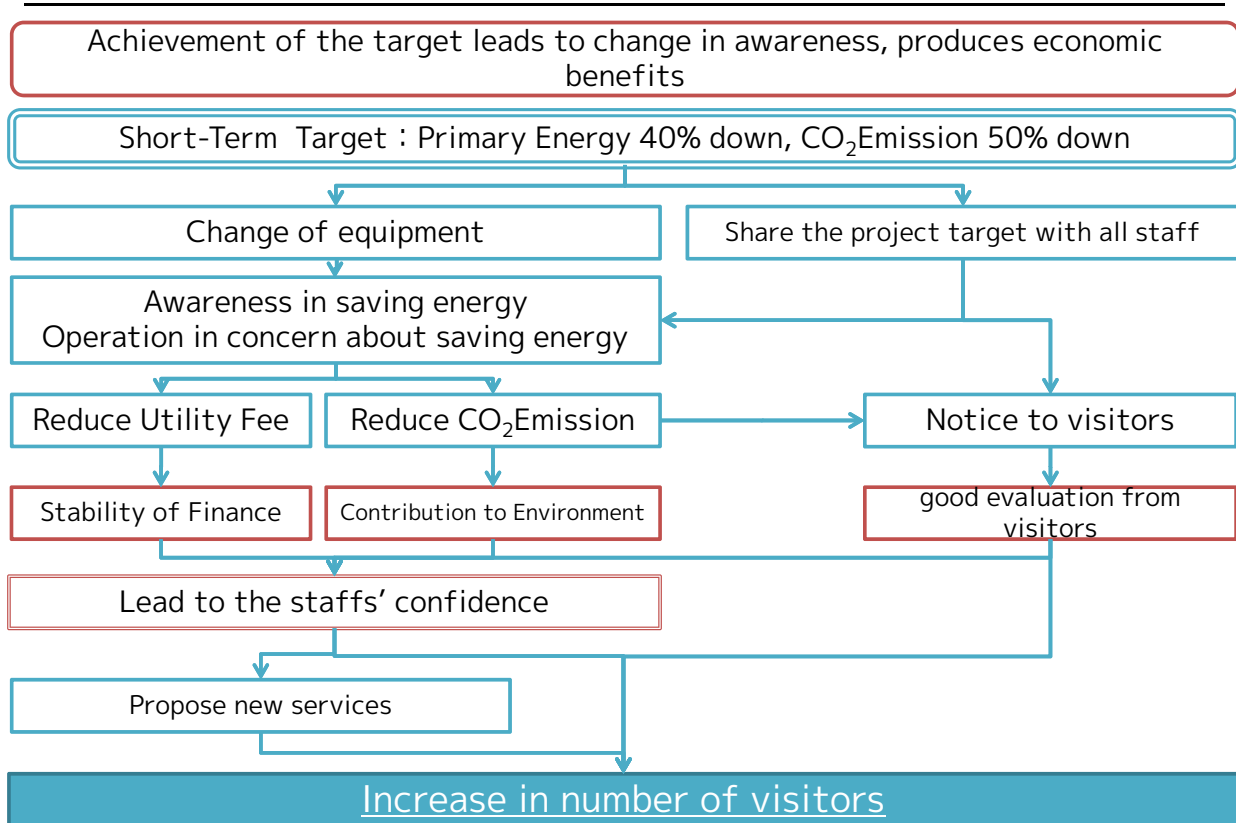 Achievement of the target leads to change in awareness, produces economic
benefits
Short-Term Target：Primary Energy 40% down, CO₂Emission 50% down
Change of equipment
Share the project target with all staff
Awareness in saving energy
Operation in concern about saving energy
Reduce Utility Fee
Reduce CO₂Emission
Notice to visitors
Stability of Finance
Contribution to Environment
good evaluation from
visitors
Lead to the staffs’ confidence
Propose new services
Increase in number of visitors